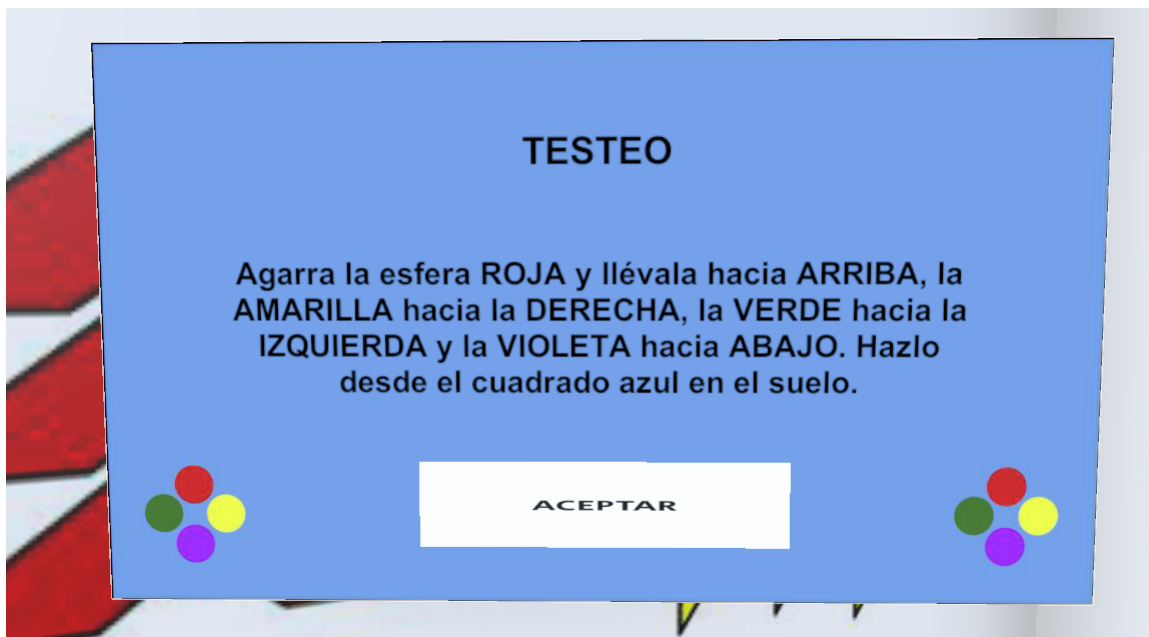 TESTEO
Agarra la esfera ROJA y llévala hacia ARRIBA, la
AMARILLA hacia la DERECHA, la VERDE hacia la
IZQUIERDA y la VIOLETA hacia ABAJO. Hazlo
desde el cuadrado azul en el suelo.
ACEPTAR